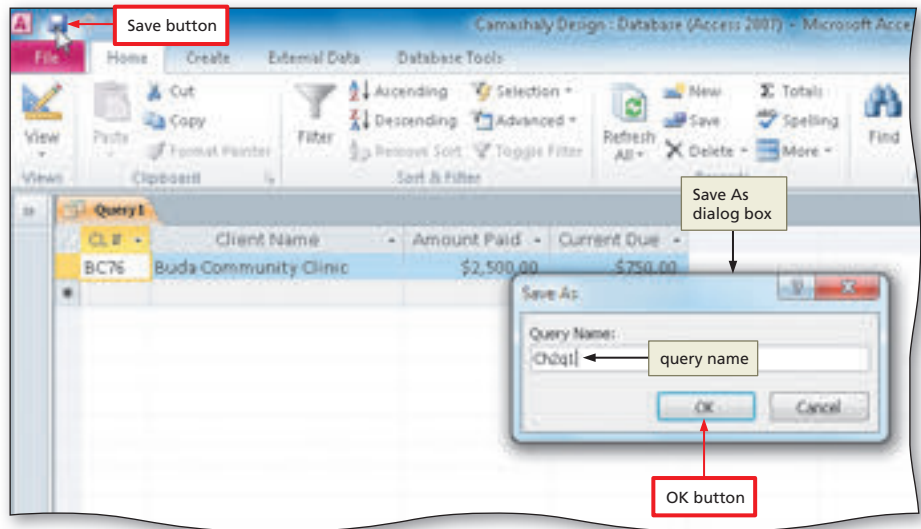 A Save button Camashaly Design : Database (Access 2007) - Microsoft Acce
File Home Create External Data Database Tools
View Paste Cut Copy Format Painter
Filter Ascending Descending Remove Sort Selection Advanced Toggle Filter
Refresh All New Save Delete Totals Spelling More Find
Views Clipboard Sort & Filter
Save As
dialog box
Query1
CL # Client Name Amount Paid Current Due
BC76 Buda Community Clinic $2,500.00 $750.00
Save As
Query Name:
Ch2q1 query name
OK Cancel
OK button